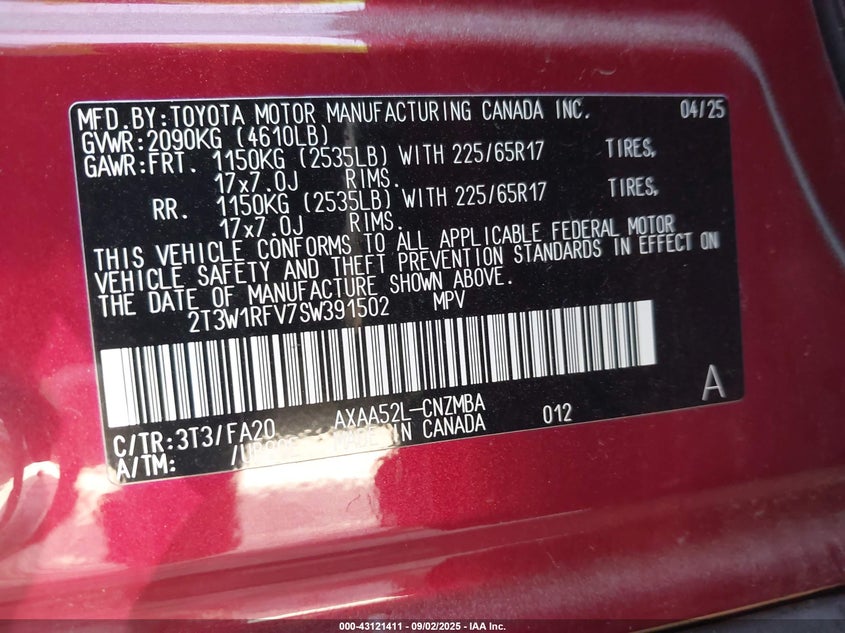 MFD.BY:TOYOTA MOTOR MANUFACTURING CANADA INC. 04/25
GVWR:2090KG (4610LB)
GAWR:FRT. 1150KG (2535LB) WITH 225/65R17 TIRES,
17x7.0J RIMS.
RR. 1150KG (2535LB) WITH 225/65R17 TIRES,
17x7.0J RIMS.
THIS VEHICLE CONFORMS TO ALL APPLICABLE FEDERAL MOTOR
VEHICLE SAFETY AND THEFT PREVENTION STANDARDS IN EFFECT ON
THE DATE OF MANUFACTURE SHOWN ABOVE.
2T3W1RFV7SW391502 MPV
A
C/TR:3T3/FA20 AXAA52L-CNZMBA 012
A/TM: MADE IN CANADA
000-43121411 - 09/02/2025 - IAA Inc.